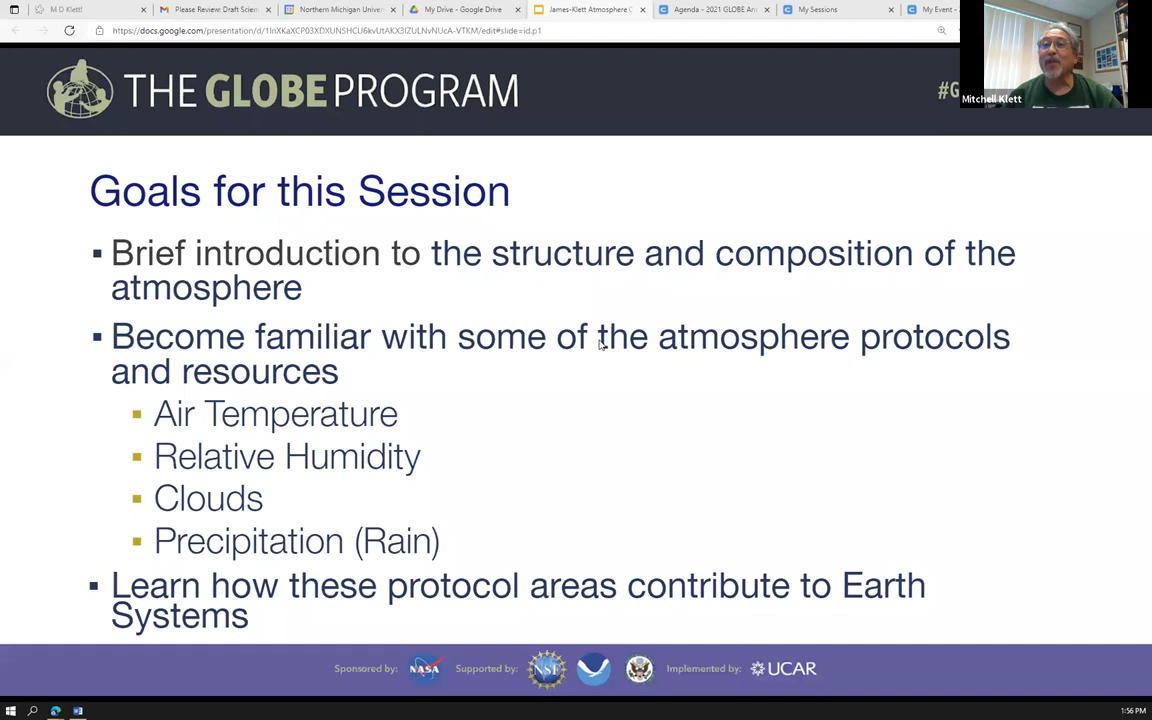 M D Klett!
Please Review: Draft Scien
Northern Michigan Univer
My Drive - Google Drive
James-Klett Atmosphere
Agenda - 2021 GLOBE An
My Sessions
My Event -
https://docs.google.com/presentation/d/
/edit#slide=id.p1
THE GLOBE PROGRAM
#G
Mitchell Klett
Goals for this Session
▪ Brief introduction to the structure and composition of the
atmosphere
▪ Become familiar with some of the atmosphere protocols
and resources
▪ Air Temperature
▪ Relative Humidity
▪ Clouds
▪ Precipitation (Rain)
▪ Learn how these protocol areas contribute to Earth
Systems
Sponsored by: NASA Supported by: NSF Implemented by: UCAR
1:56 PM